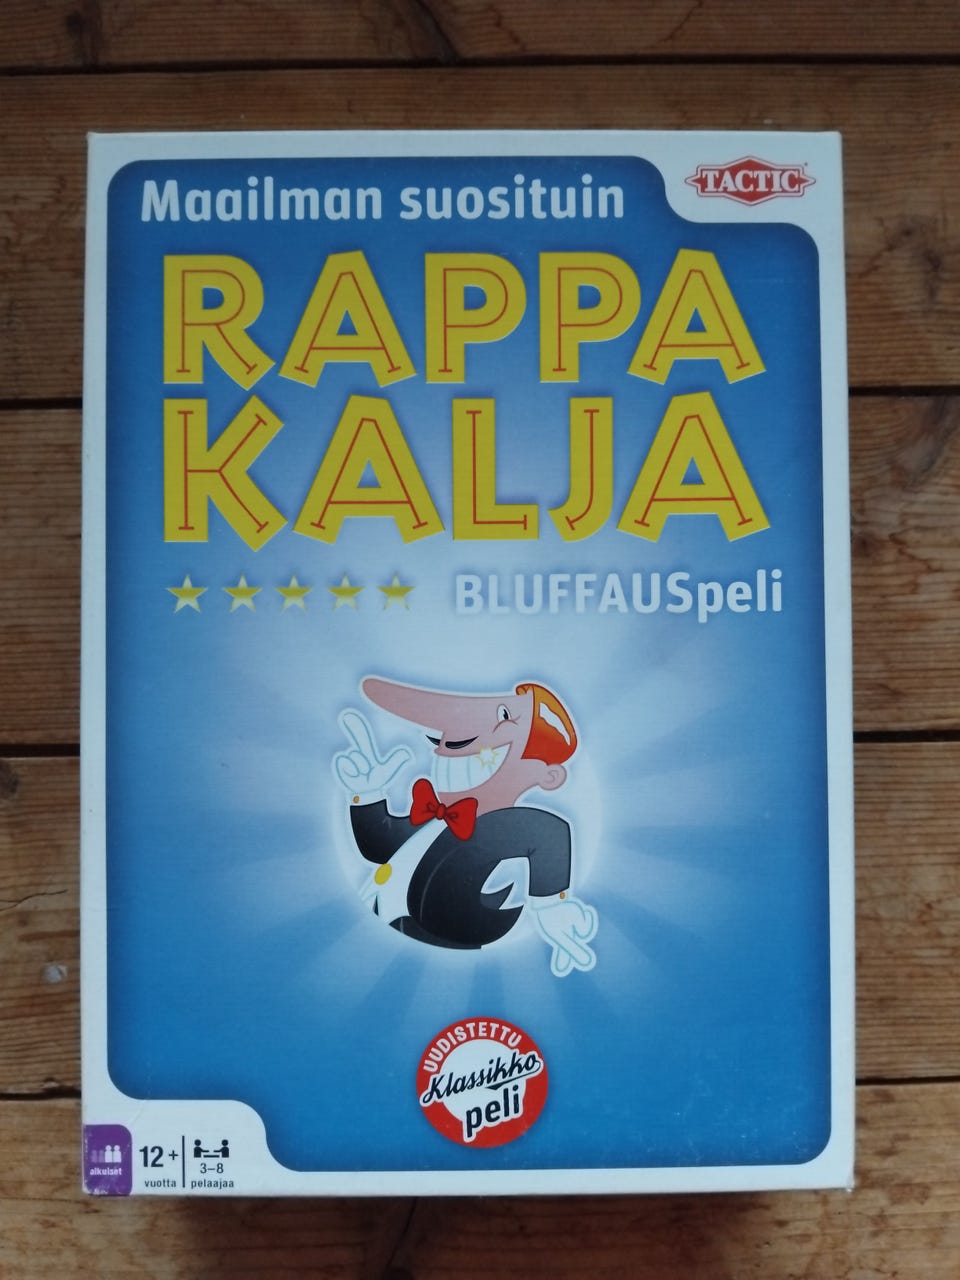 Maailman suosituin
TACTIC
RAPPA
KALJA
BLUFFAUSpeli
UUDISTETTU
Klassikko
peli
aikuiset
12+
vuotta
3–8
pelaajaa